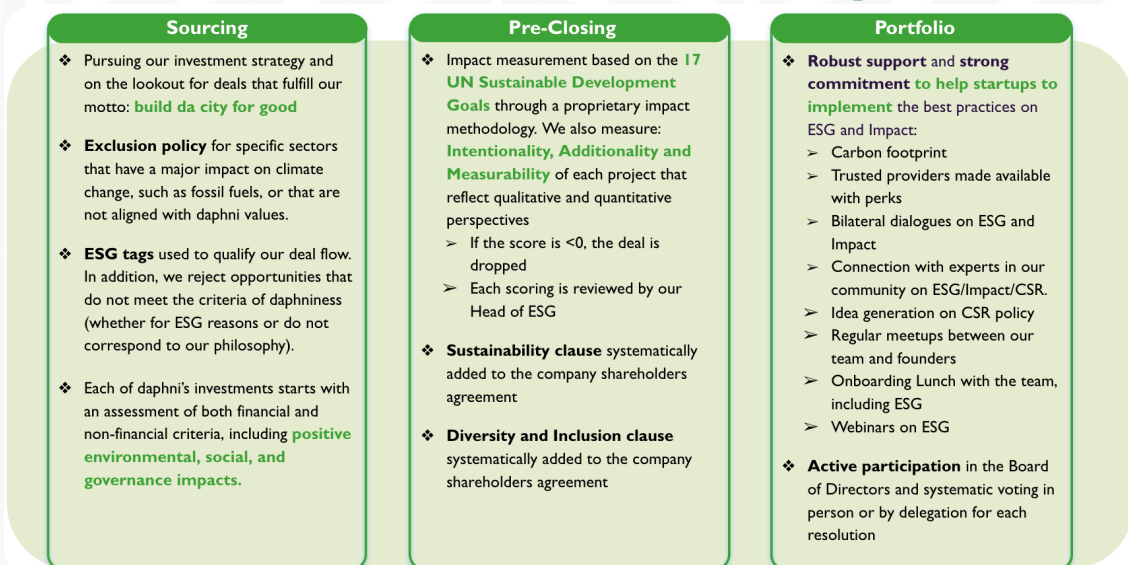 Sourcing
❖ Pursuing our investment strategy and
on the lookout for deals that fulfill our
motto: build da city for good
❖ Exclusion policy for specific sectors
that have a major impact on climate
change, such as fossil fuels, or that are
not aligned with daphni values.
❖ ESG tags used to qualify our deal flow.
In addition, we reject opportunities that
do not meet the criteria of daphniness
(whether for ESG reasons or do not
correspond to our philosophy).
❖ Each of daphni's investments starts with
an assessment of both financial and
non-financial criteria, including positive
environmental, social, and
governance impacts.
Pre-Closing
❖ Impact measurement based on the 17
UN Sustainable Development
Goals through a proprietary impact
methodology. We also measure:
Intentionality, Additionality and
Measurability of each project that
reflect qualitative and quantitative
perspectives
➢ If the score is <0, the deal is
dropped
➢ Each scoring is reviewed by our
Head of ESG
❖ Sustainability clause systematically
added to the company shareholders
agreement
❖ Diversity and Inclusion clause
systematically added to the company
shareholders agreement
Portfolio
❖ Robust support and strong
commitment to help startups to
implement the best practices on
ESG and Impact:
➢ Carbon footprint
➢ Trusted providers made available
with perks
➢ Bilateral dialogues on ESG and
Impact
➢ Connection with experts in our
community on ESG/Impact/CSR.
➢ Idea generation on CSR policy
➢ Regular meetups between our
team and founders
➢ Onboarding Lunch with the team,
including ESG
➢ Webinars on ESG
❖ Active participation in the Board
of Directors and systematic voting in
person or by delegation for each
resolution